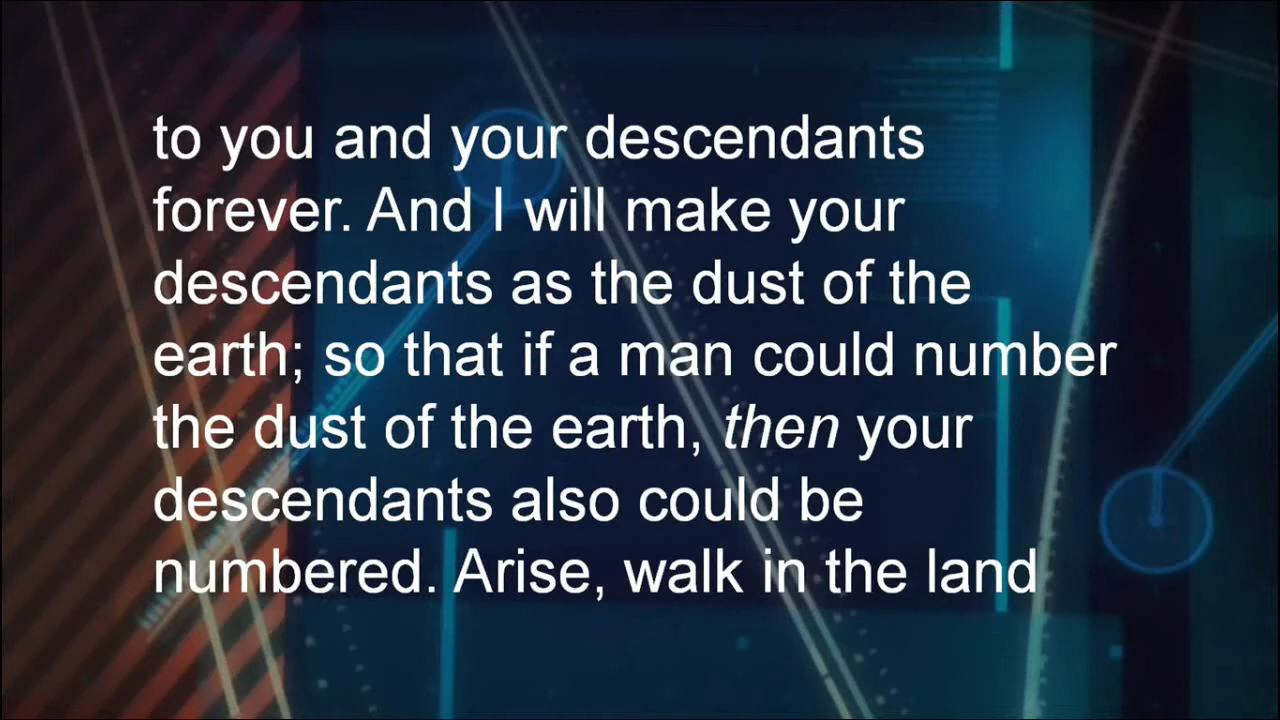 to you and your descendants
forever. And I will make your
descendants as the dust of the
earth; so that if a man could number
the dust of the earth, then your
descendants also could be
numbered. Arise, walk in the land